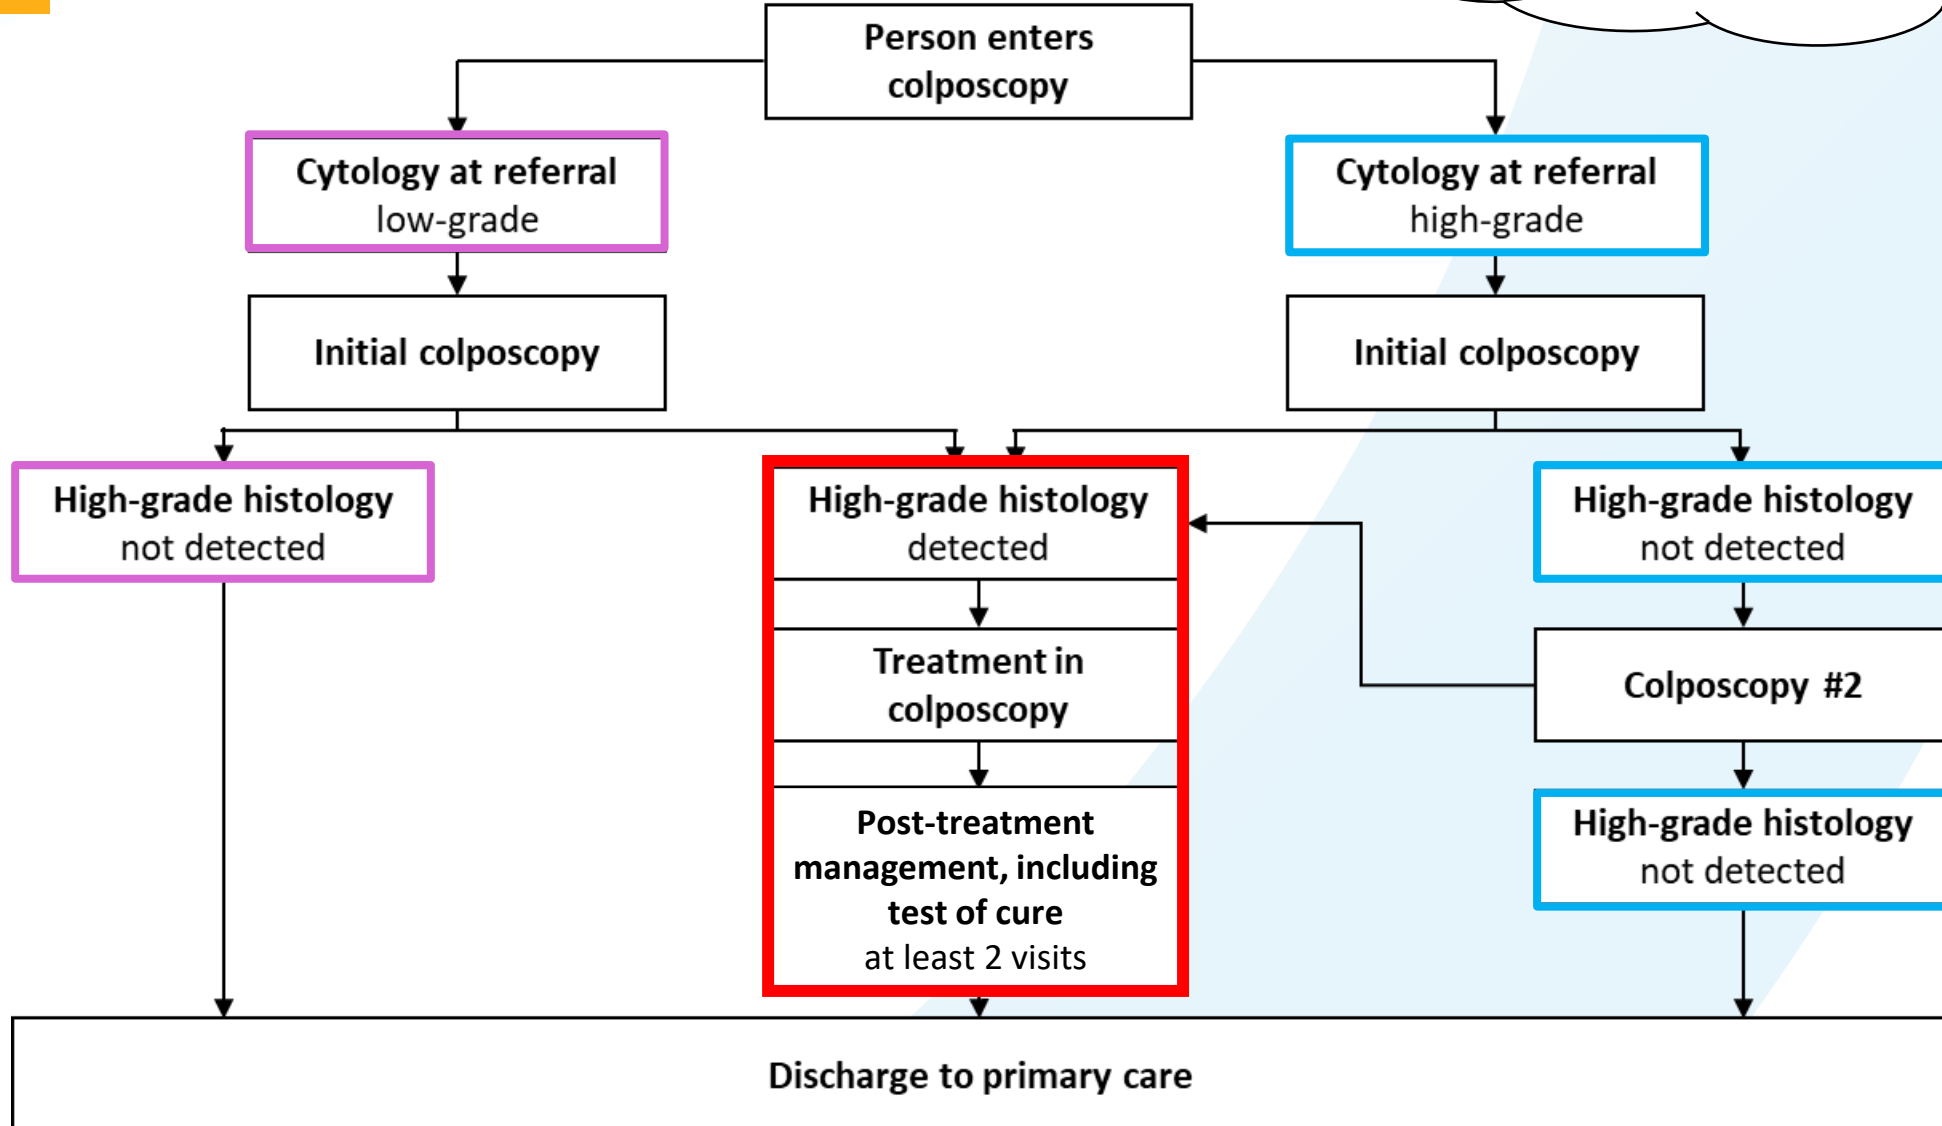 Person enters
colposcopy
Cytology at referral
low-grade
Cytology at referral
high-grade
Initial colposcopy
Initial colposcopy
High-grade histology
not detected
High-grade histology
detected
High-grade histology
not detected
Treatment in
colposcopy
Colposcopy #2
Post-treatment
management, including
test of cure
at least 2 visits
High-grade histology
not detected
Discharge to primary care